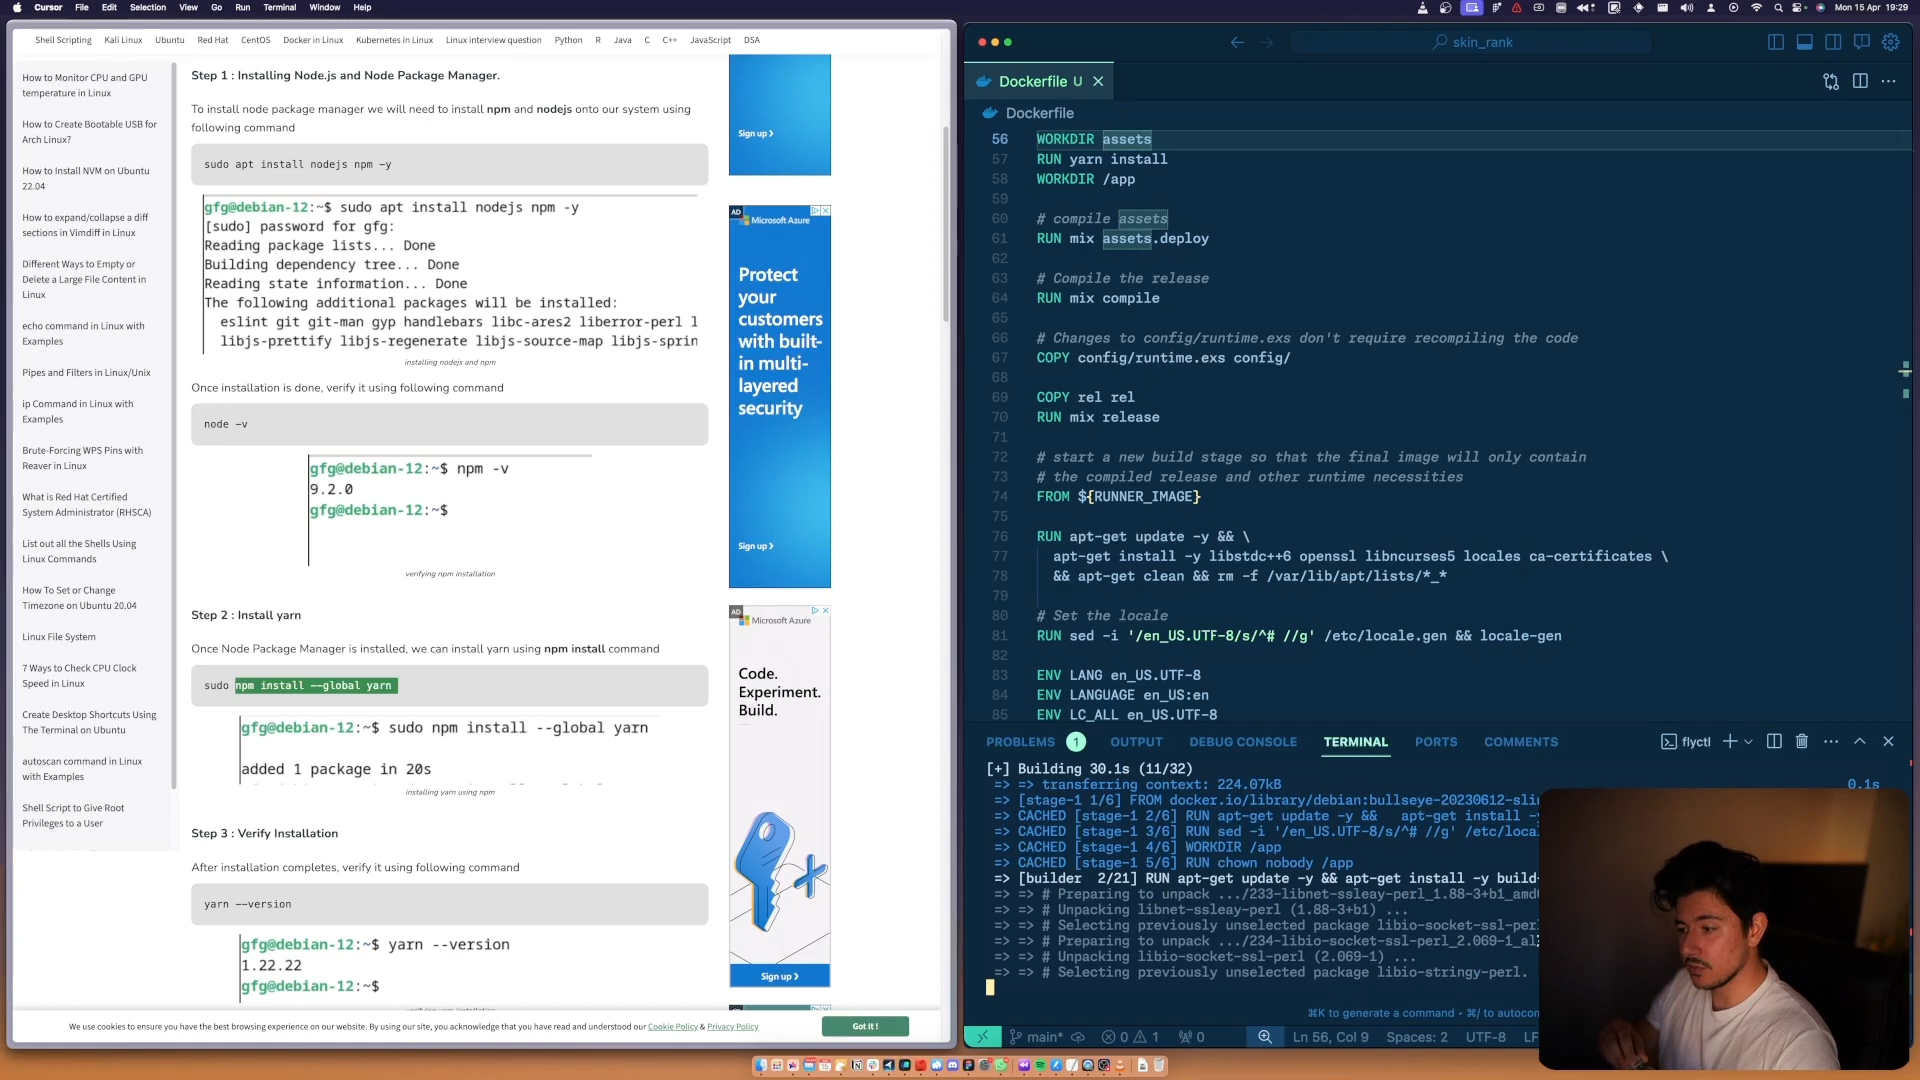 Cursor File Edit Selection View Go Run Terminal Window Help
Mon 15 Apr 19:29
Shell Scripting Kali Linux Ubuntu Red Hat CentOS Docker in Linux Kubernetes in Linux Linux interview question Python R Java C C++ JavaScript DSA
How to Monitor CPU and GPU
temperature in Linux
How to Create Bootable USB for
Arch Linux?
How to Install NVM on Ubuntu
22.04
How to expand/collapse a diff
sections in Vimdiff in Linux
Different Ways to Empty or
Delete a Large File Content in
Linux
echo command in Linux with
Examples
Pipes and Filters in Linux/Unix
ip Command in Linux with
Examples
Brute-Forcing WPS Pins with
Reaver in Linux
What is Red Hat Certified
System Administrator (RHSCA)
List out all the Shells Using
Linux Commands
How To Set or Change
Timezone on Ubuntu 20.04
Linux File System
7 Ways to Check CPU Clock
Speed in Linux
Create Desktop Shortcuts Using
The Terminal on Ubuntu
autoscan command in Linux
with Examples
Shell Script to Give Root
Privileges to a User
Step 1 : Installing Node.js and Node Package Manager.
To install node package manager we will need to install npm and nodejs onto our system using
following command
sudo apt install nodejs npm -y
gfg@debian-12:~$ sudo apt install nodejs npm -y
[sudo] password for gfg:
Reading package lists... Done
Building dependency tree... Done
Reading state information... Done
The following additional packages will be installed:
eslint git git-man gyp handlebars libc-ares2 liberror-perl l
libjs-prettify libjs-regenerate libjs-source-map libjs-sprin
installing nodejs and npm
Once installation is done, verify it using following command
node -v
gfg@debian-12:~$ npm -v
9.2.0
gfg@debian-12:~$
verifying npm installation
Step 2 : Install yarn
Once Node Package Manager is installed, we can install yarn using npm install command
sudo npm install --global yarn
gfg@debian-12:~$ sudo npm install --global yarn
added 1 package in 20s
installing yarn using npm
Step 3 : Verify Installation
After installation completes, verify it using following command
yarn --version
gfg@debian-12:~$ yarn --version
1.22.22
gfg@debian-12:~$
Sign up
AD
Microsoft Azure
Protect
your
customers
with built-
in multi-
layered
security
Sign up
AD
Microsoft Azure
Code.
Experiment.
Build.
Sign up
AD
We use cookies to ensure you have the best browsing experience on our website. By using our site, you acknowledge that you have read and understood our Cookie Policy & Privacy Policy
Got It !
skin_rank
Dockerfile U
Dockerfile
56 WORKDIR assets
57 RUN yarn install
58 WORKDIR /app
59
60 # compile assets
61 RUN mix assets.deploy
62
63 # Compile the release
64 RUN mix compile
65
66 # Changes to config/runtime.exs don't require recompiling the code
67 COPY config/runtime.exs config/
68
69 COPY rel rel
70 RUN mix release
71
72 # start a new build stage so that the final image will only contain
73 # the compiled release and other runtime necessities
74 FROM ${RUNNER_IMAGE}
75
76 RUN apt-get update -y && \
77 apt-get install -y libstdc++6 openssl libncurses5 locales ca-certificates \
78 && apt-get clean && rm -f /var/lib/apt/lists/*_*
79
80 # Set the locale
81 RUN sed -i '/en_US.UTF-8/s/^# //g' /etc/locale.gen && locale-gen
82
83 ENV LANG en_US.UTF-8
84 ENV LANGUAGE en_US:en
85 ENV LC_ALL en_US.UTF-8
PROBLEMS 1 OUTPUT DEBUG CONSOLE TERMINAL PORTS COMMENTS
flyctl
[+] Building 30.1s (11/32)
=> => transferring context: 224.07kB 0.1s
=> [stage-1 1/6] FROM docker.io/library/debian:bullseye-20230612-sli
=> CACHED [stage-1 2/6] RUN apt-get update -y && apt-get install -y
=> CACHED [stage-1 3/6] RUN sed -i '/en_US.UTF-8/s/^# //g' /etc/loca
=> CACHED [stage-1 4/6] WORKDIR /app
=> CACHED [stage-1 5/6] RUN chown nobody /app
=> [builder 2/21] RUN apt-get update -y && apt-get install -y build-
=> => # Preparing to unpack .../233-libnet-ssleay-perl_1.88-3+b1_amd
=> => # Unpacking libnet-ssleay-perl (1.88-3+b1) ...
=> => # Selecting previously unselected package libio-socket-ssl-per
=> => # Preparing to unpack .../234-libio-socket-ssl-perl_2.069-1_al
=> => # Unpacking libio-socket-ssl-perl (2.069-1) ...
=> => # Selecting previously unselected package libio-stringy-perl.
⌘K to generate a command • ⌘/ to autocom
main* 0 1 0 Ln 56, Col 9 Spaces: 2 UTF-8 LF